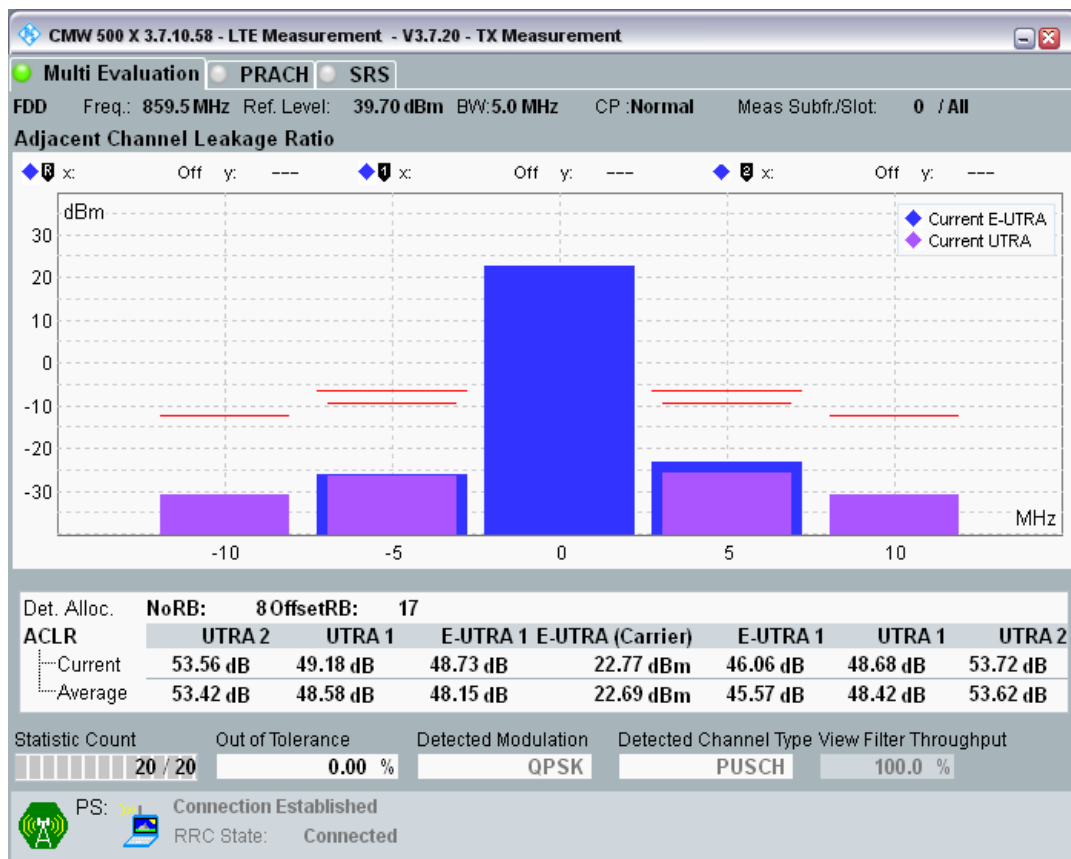 CMW 500 X 3.7.10.58 - LTE Measurement - V3.7.20 - TX Measurement
Multi Evaluation PRACH SRS
FDD Freq.: 859.5 MHz Ref. Level: 39.70 dBm BW:5.0 MHz CP :Normal Meas Subfr./Slot: 0 / All
Adjacent Channel Leakage Ratio
R x: Off y: --- 1 x: Off y: --- 2 x: Off y: ---
dBm
Current E-UTRA
Current UTRA
30
20
10
0
-10
-20
-30
MHz
-10 -5 0 5 10
Det. Alloc. NoRB: 8 OffsetRB: 17
ACLR UTRA 2 UTRA 1 E-UTRA 1 E-UTRA (Carrier) E-UTRA 1 UTRA 1 UTRA 2
Current 53.56 dB 49.18 dB 48.73 dB 22.77 dBm 46.06 dB 48.68 dB 53.72 dB
Average 53.42 dB 48.58 dB 48.15 dB 22.69 dBm 45.57 dB 48.42 dB 53.62 dB
Statistic Count Out of Tolerance Detected Modulation Detected Channel Type View Filter Throughput
20 / 20 0.00 % QPSK PUSCH 100.0 %
PS: Connection Established
RRC State: Connected